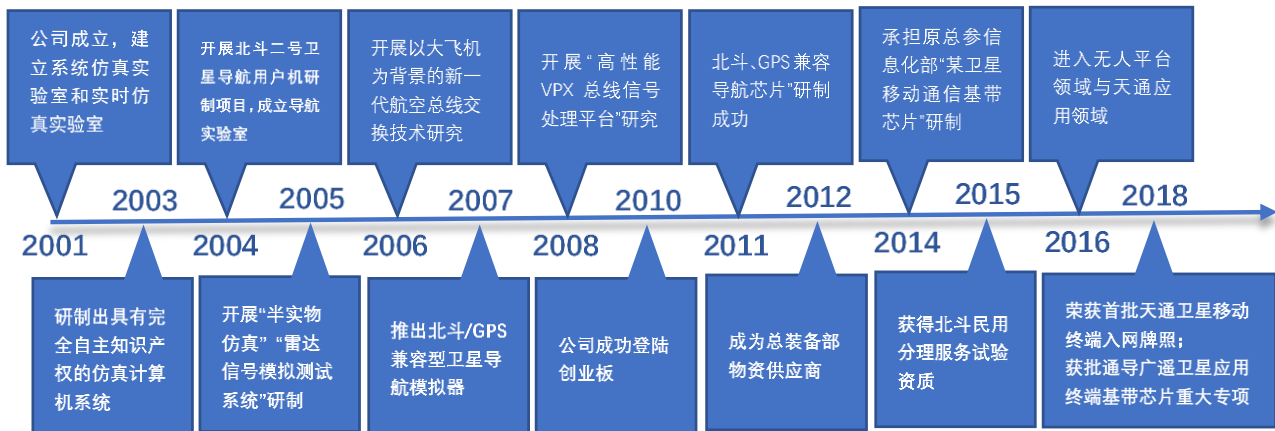 公司成立，建
立系统仿真实
验室和实时仿
真实验室
开展北斗二号卫
星导航用户机研
制项目，成立导航
实验室
开展以大飞机
为背景的新一
代航空总线交
换技术研究
开展“高性能
VPX 总线信号
处理平台”研究
北斗、GPS兼容
导航芯片”研制
成功
承担原总参信
息化部“某卫星
移动通信基带
芯片”研制
进入无人平台
领域与天通应
用领域
2003
2005
2007
2010
2012
2015
2018
2001
2004
2006
2008
2011
2014
2016
研制出具有完
全自主知识产
权的仿真计算
机系统
开展“半实物
仿真” “雷达
信号模拟测试
系统”研制
推出北斗/GPS
兼容型卫星导
航模拟器
公司成功登陆
创业板
成为总装备部
物资供应商
获得北斗民用
分理服务试验
资质
荣获首批天通卫星移动
终端入网牌照；
获批通导广遥卫星应用
终端基带芯片重大专项